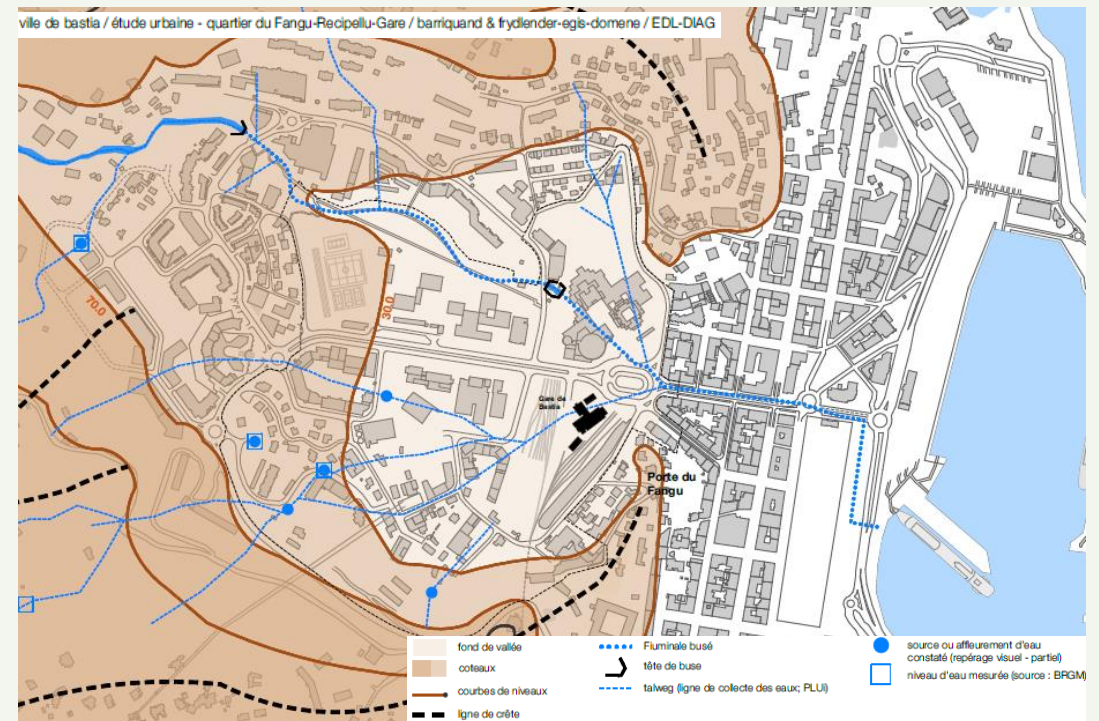 ville de bastia / étude urbaine - quartier du Fangu-Recipellu-Gare / barriquand & frydlender-egis-domene / EDL-DIAG
70.0
30.0
Gare de
Bastia
Porte du
Fangu
fond de vallée
coteaux
courbes de niveaux
ligne de crête
Fiuminale busé
tête de buse
talweg (ligne de collecte des eaux; PLUi)
source ou affleurement d'eau
constaté (repérage visuel - partiel)
niveau d'eau mesurée (source : BRGM)